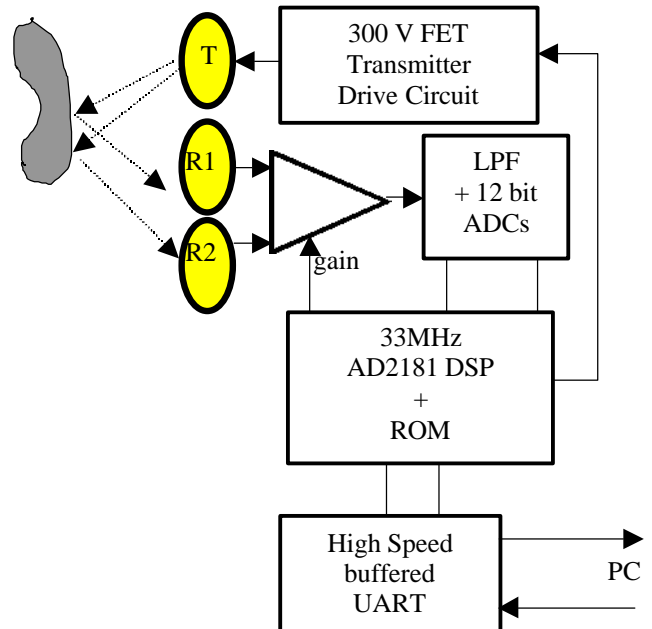 T
300 V FET
Transmitter
Drive Circuit
R1
R2
gain
LPF
+ 12 bit
ADCs
33MHz
AD2181 DSP
+
ROM
High Speed
buffered
UART
PC